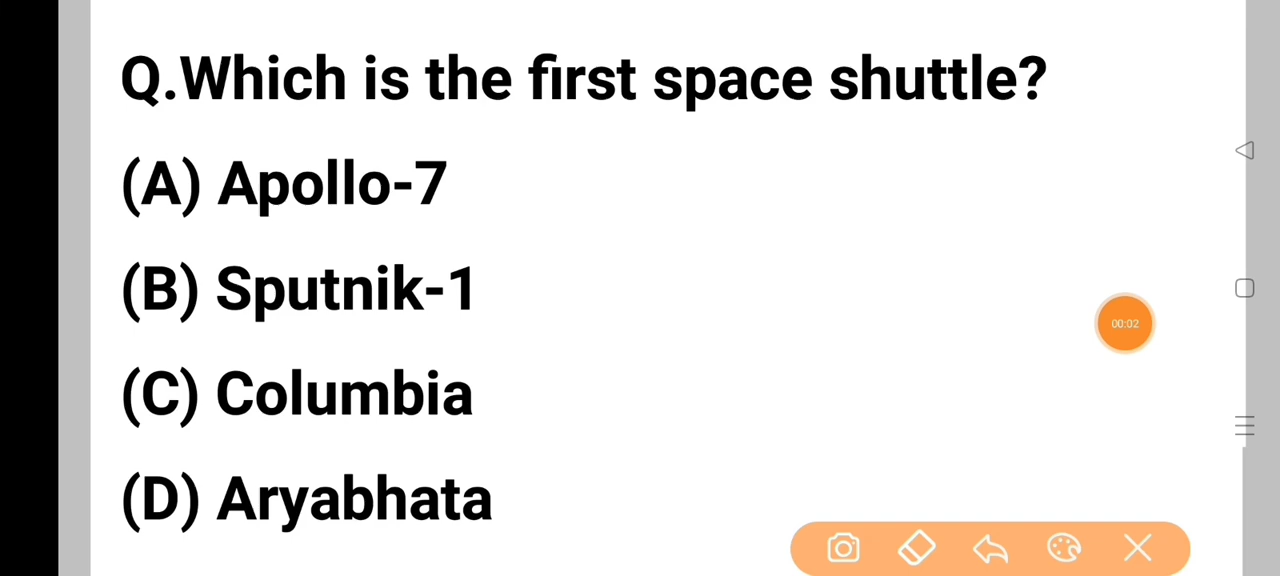 Q.Which is the first space shuttle?
(A) Apollo-7
(B) Sputnik-1
(C) Columbia
(D) Aryabhata
00:02